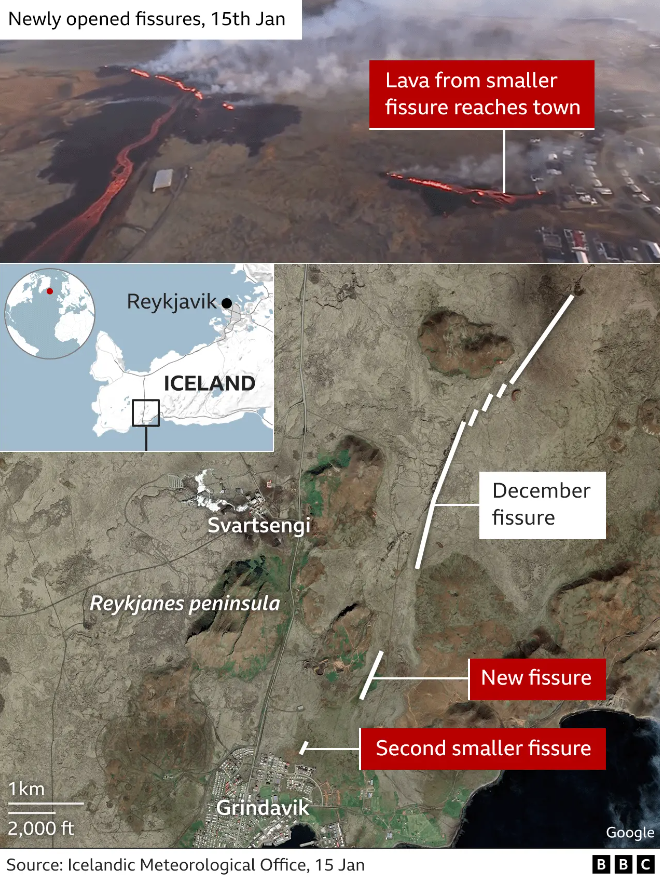 Newly opened fissures, 15th Jan
Lava from smaller
fissure reaches town
Reykjavik
ICELAND
December
fissure
Svartsengi
Reykjanes peninsula
New fissure
Second smaller fissure
1km
2,000 ft
Grindavik
Google
Source: Icelandic Meteorological Office, 15 Jan
BBC